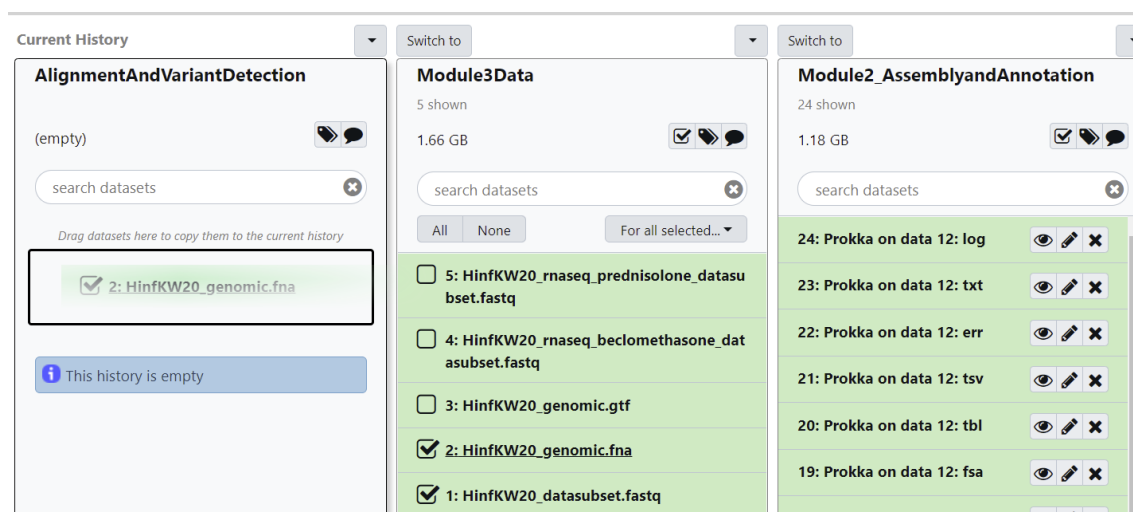 Current History
AlignmentAndVariantDetection
(empty)
search datasets
Drag datasets here to copy them to the current history
2: HinfKW20_genomic.fna
This history is empty
Switch to
Module3Data
5 shown
1.66 GB
search datasets
All None For all selected...
5: HinfKW20_rnaseq_prednisolone_datasu
bset.fastq
4: HinfKW20_rnaseq_beclomethasone_dat
asubset.fastq
3: HinfKW20_genomic.gtf
2: HinfKW20_genomic.fna
1: HinfKW20_datasubset.fastq
Switch to
Module2_AssemblyandAnnotation
24 shown
1.18 GB
search datasets
24: Prokka on data 12: log
23: Prokka on data 12: txt
22: Prokka on data 12: err
21: Prokka on data 12: tsv
20: Prokka on data 12: tbl
19: Prokka on data 12: fsa